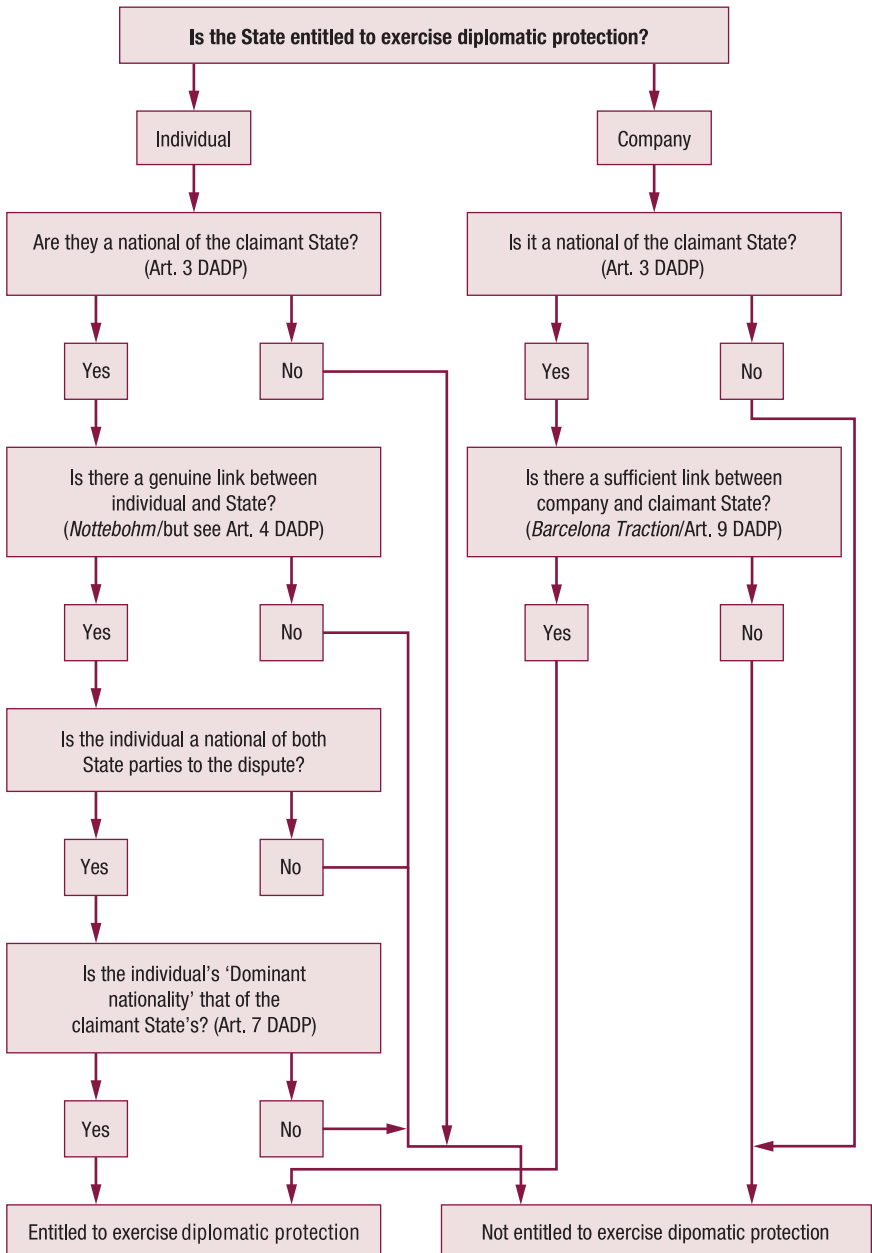 Is the State entitled to exercise diplomatic protection?
Individual
Company
Are they a national of the claimant State?
(Art. 3 DADP)
Is it a national of the claimant State?
(Art. 3 DADP)
Yes
No
Yes
No
Is there a genuine link between
individual and State?
(Nottebohm/but see Art. 4 DADP)
Is there a sufficient link between
company and claimant State?
(Barcelona Traction/Art. 9 DADP)
Yes
No
Yes
No
Is the individual a national of both
State parties to the dispute?
Yes
No
Is the individual's ‘Dominant
nationality’ that of the
claimant State's? (Art. 7 DADP)
Yes
No
Entitled to exercise diplomatic protection
Not entitled to exercise dipomatic protection